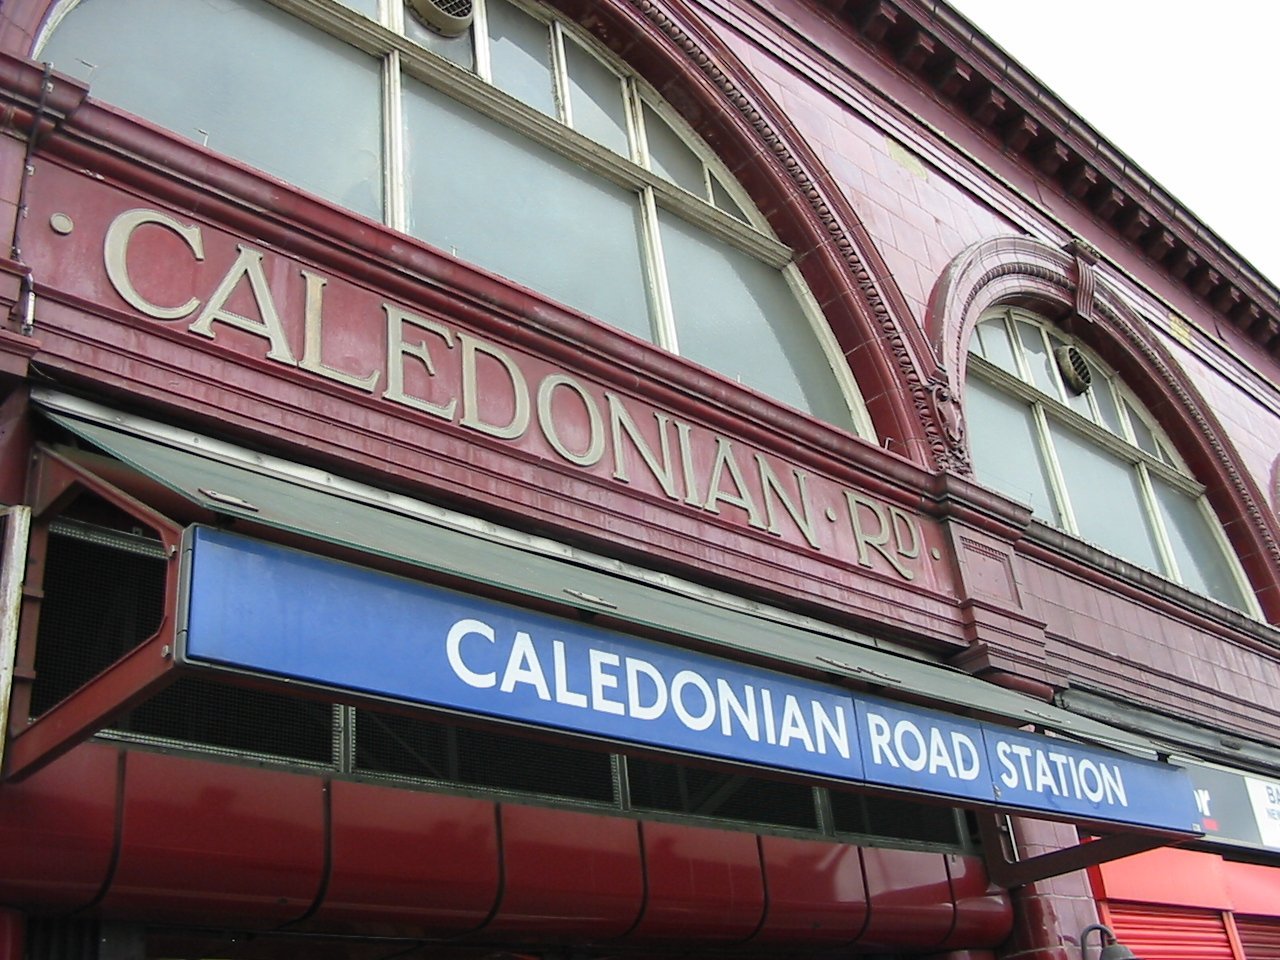 · CALEDONIAN · RD ·
CALEDONIAN ROAD STATION